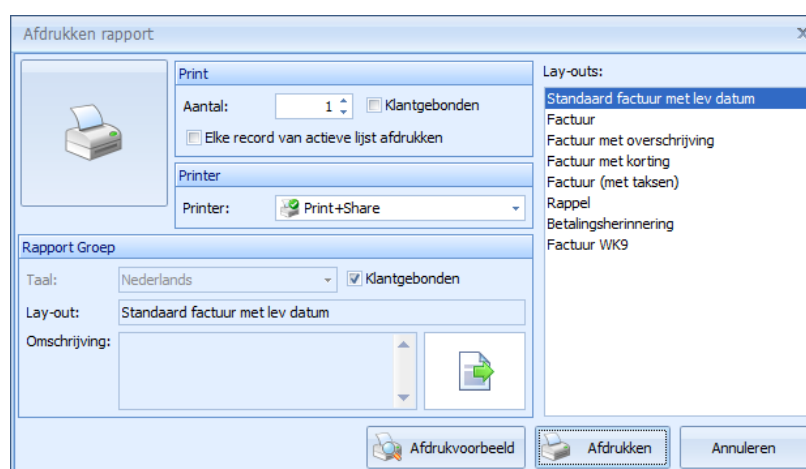 Afdrukken rapport
Print
Aantal: 1 Klantgebonden
Elke record van actieve lijst afdrukken
Printer
Printer: Print+Share
Rapport Groep
Taal: Nederlands Klantgebonden
Lay-out: Standaard factuur met lev datum
Omschrijving:
Lay-outs:
Standaard factuur met lev datum
Factuur
Factuur met overschrijving
Factuur met korting
Factuur (met taksen)
Rappel
Betalingsherinnering
Factuur WK9
Afdrukvoorbeeld Afdrukken Annuleren